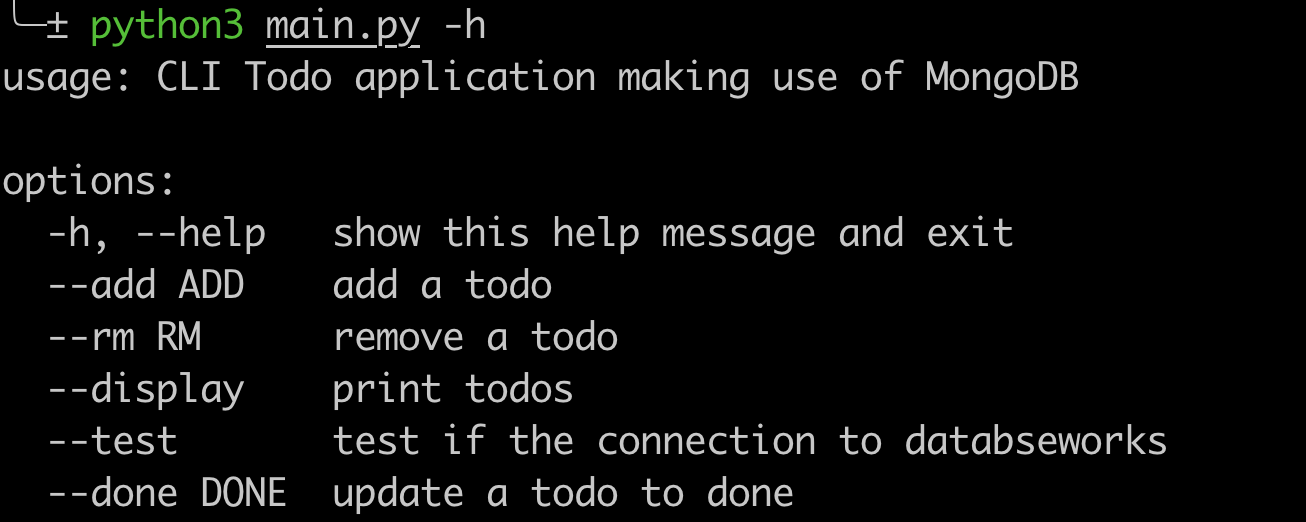 ╰─± python3 main.py -h
usage: CLI Todo application making use of MongoDB

options:
  -h, --help   show this help message and exit
  --add ADD    add a todo
  --rm RM      remove a todo
  --display    print todos
  --test       test if the connection to databseworks
  --done DONE  update a todo to done